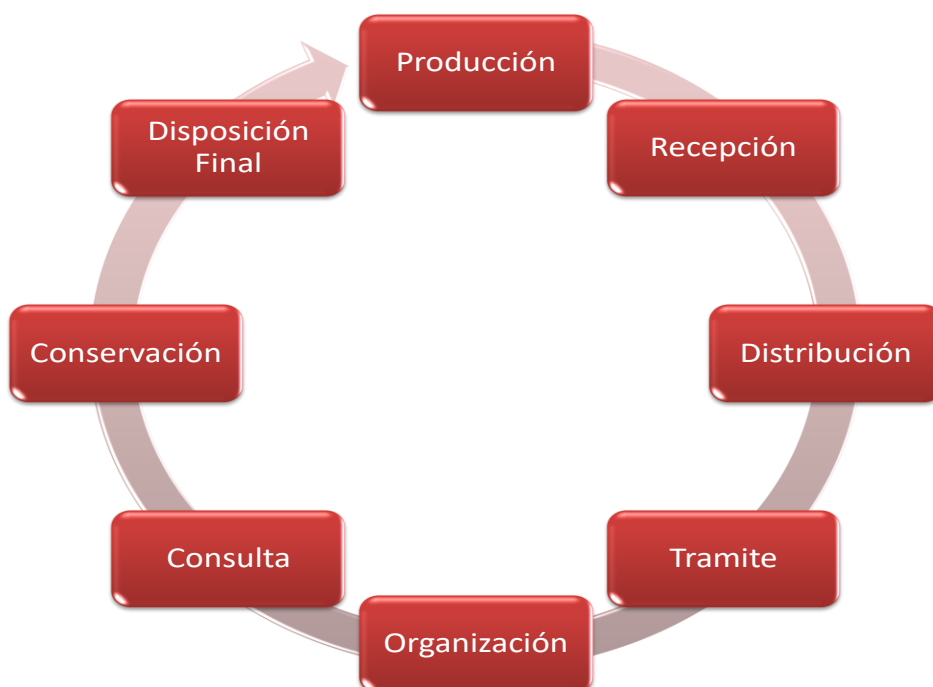 Producción
Recepción
Distribución
Tramite
Organización
Consulta
Conservación
Disposición
Final